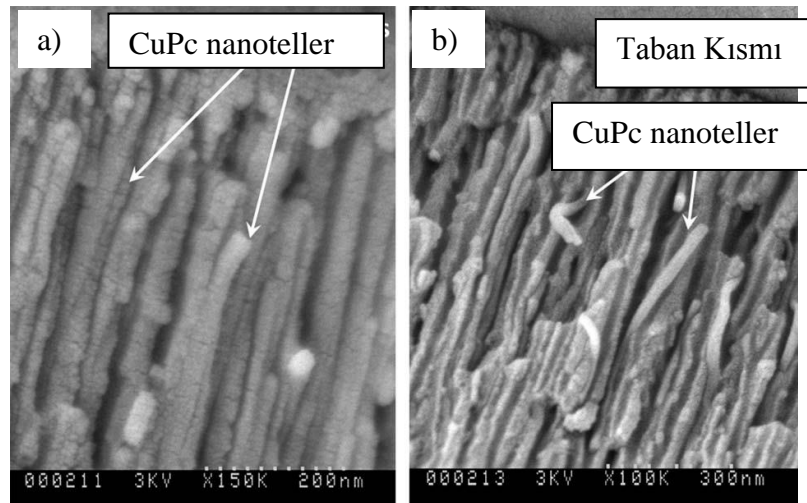 a)
CuPc nanoteller
s
000211 3KV X150K 200nm
b)
Taban Kısmı
CuPc nanoteller
000213 3KV X100K 300nm